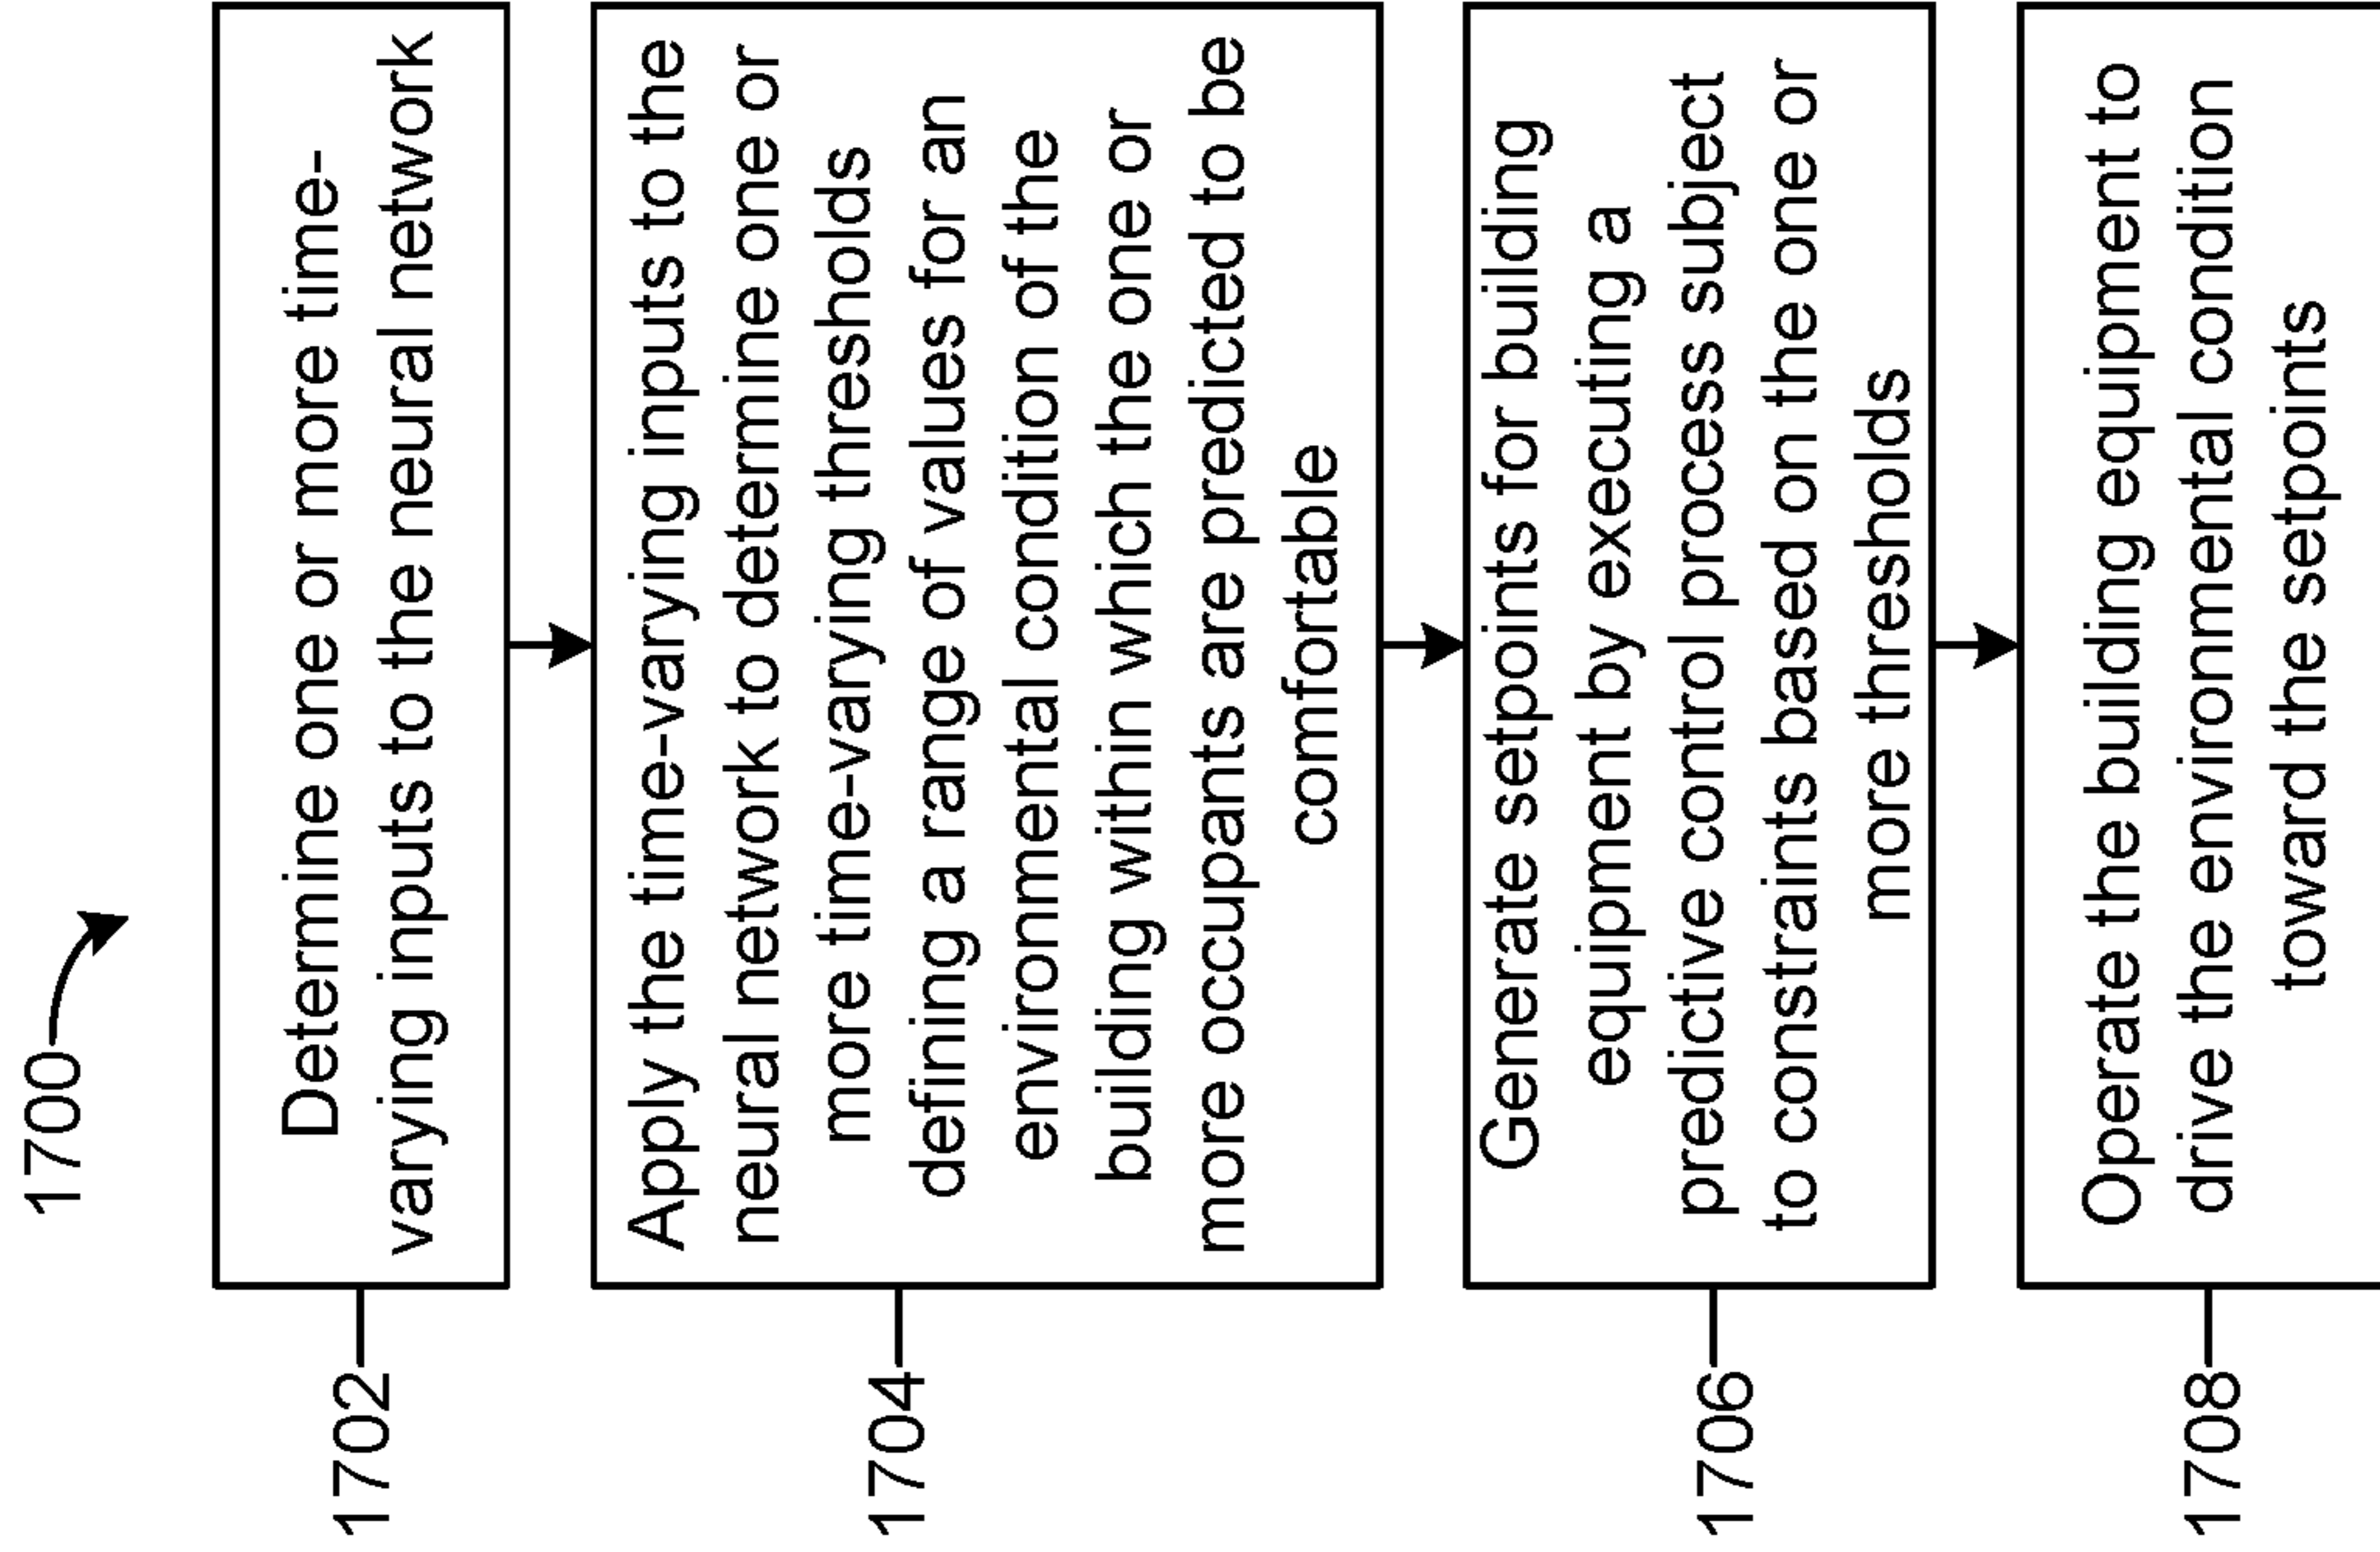 1700
1702
Determine one or more time-
varying inputs to the neural network
1704
Apply the time-varying inputs to the
neural network to determine one or
more time-varying thresholds
defining a range of values for an
environmental condition of the
building within which the one or
more occupants are predicted to be
comfortable
1706
Generate setpoints for building
equipment by executing a
predictive control process subject
to constraints based on the one or
more thresholds
1708
Operate the building equipment to
drive the environmental condition
toward the setpoints